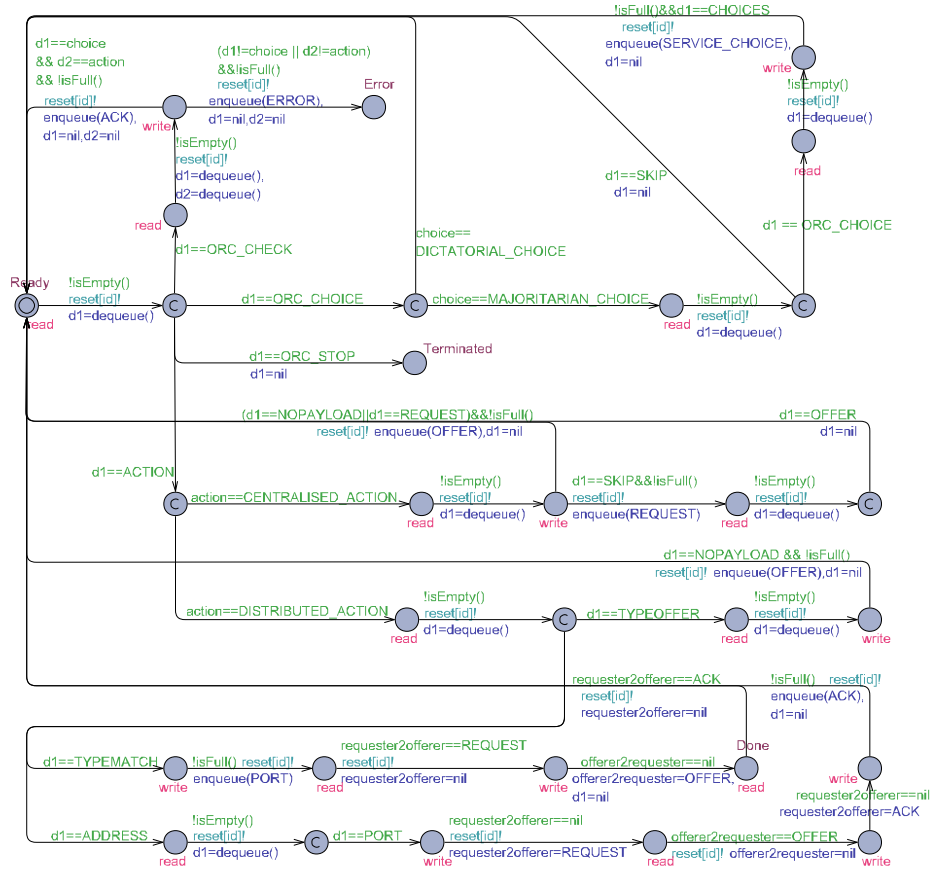 !isFull()&&d1==CHOICES
reset[id]!
enqueue(SERVICE_CHOICE),
d1=nil
write
d1==choice
&& d2==action
&& !isFull()
reset[id]!
enqueue(ACK),
d1=nil,d2=nil
write
(d1!=choice || d2!=action)
&&!isFull()
reset[id]!
enqueue(ERROR),
d1=nil,d2=nil
Error
!isEmpty()
reset[id]!
d1=dequeue()
read
!isEmpty()
reset[id]!
d1=dequeue(),
d2=dequeue()
read
d1==SKIP
d1=nil
d1 == ORC_CHOICE
d1==ORC_CHECK
choice==
DICTATORIAL_CHOICE
Ready
read
!isEmpty()
reset[id]!
d1=dequeue()
C
d1==ORC_CHOICE
C
choice==MAJORITARIAN_CHOICE
read
!isEmpty()
reset[id]!
d1=dequeue()
C
d1==ORC_STOP
d1=nil
Terminated
(d1==NOPAYLOAD||d1==REQUEST)&&!isFull()
reset[id]! enqueue(OFFER),d1=nil
d1==OFFER
d1=nil
d1==ACTION
C
action==CENTRALISED_ACTION
read
!isEmpty()
reset[id]!
d1=dequeue()
write
d1==SKIP&&!isFull()
reset[id]!
enqueue(REQUEST)
read
!isEmpty()
reset[id]!
d1=dequeue()
C
d1==NOPAYLOAD && !isFull()
reset[id]! enqueue(OFFER),d1=nil
action==DISTRIBUTED_ACTION
read
!isEmpty()
reset[id]!
d1=dequeue()
C
d1==TYPEOFFER
read
!isEmpty()
reset[id]!
d1=dequeue()
write
requester2offerer==ACK
reset[id]!
requester2offerer=nil
!isFull() reset[id]!
enqueue(ACK),
d1=nil
d1==TYPEMATCH
write
!isFull() reset[id]!
enqueue(PORT)
read
requester2offerer==REQUEST
reset[id]!
requester2offerer=nil
write
offerer2requester==nil
offerer2requester=OFFER,
d1=nil
Done
read
write
requester2offerer==nil
requester2offerer=ACK
d1==ADDRESS
read
!isEmpty()
reset[id]!
d1=dequeue()
C
d1==PORT
write
requester2offerer==nil
reset[id]!
requester2offerer=REQUEST
read
offerer2requester==OFFER
reset[id]! offerer2requester=nil
write